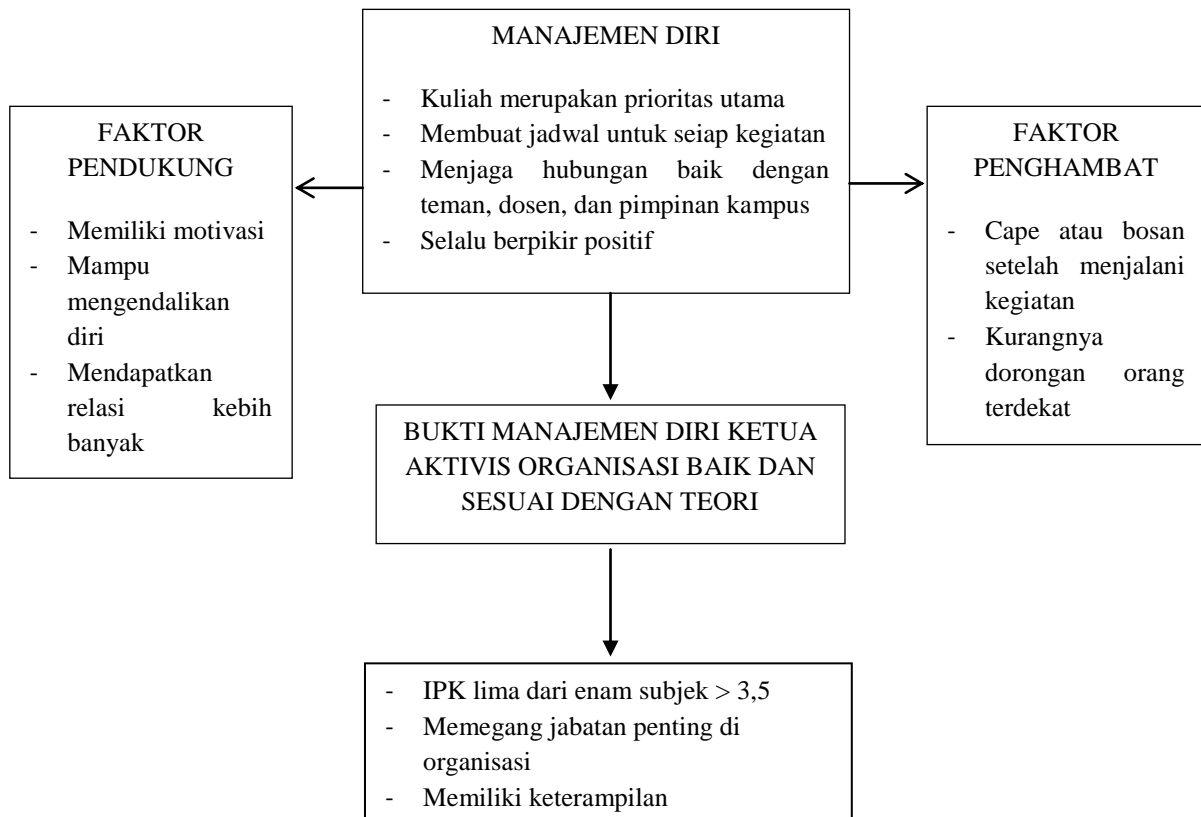 MANAJEMEN DIRI
- Kuliah merupakan prioritas utama
- Membuat jadwal untuk seiap kegiatan
- Menjaga hubungan baik dengan
teman, dosen, dan pimpinan kampus
- Selalu berpikir positif
FAKTOR
PENDUKUNG
- Memiliki motivasi
- Mampu
mengendalikan
diri
- Mendapatkan
relasi kebih
banyak
FAKTOR
PENGHAMBAT
- Cape atau bosan
setelah menjalani
kegiatan
- Kurangnya
dorongan orang
terdekat
BUKTI MANAJEMEN DIRI KETUA
AKTIVIS ORGANISASI BAIK DAN
SESUAI DENGAN TEORI
- IPK lima dari enam subjek > 3,5
- Memegang jabatan penting di
organisasi
- Memiliki keterampilan